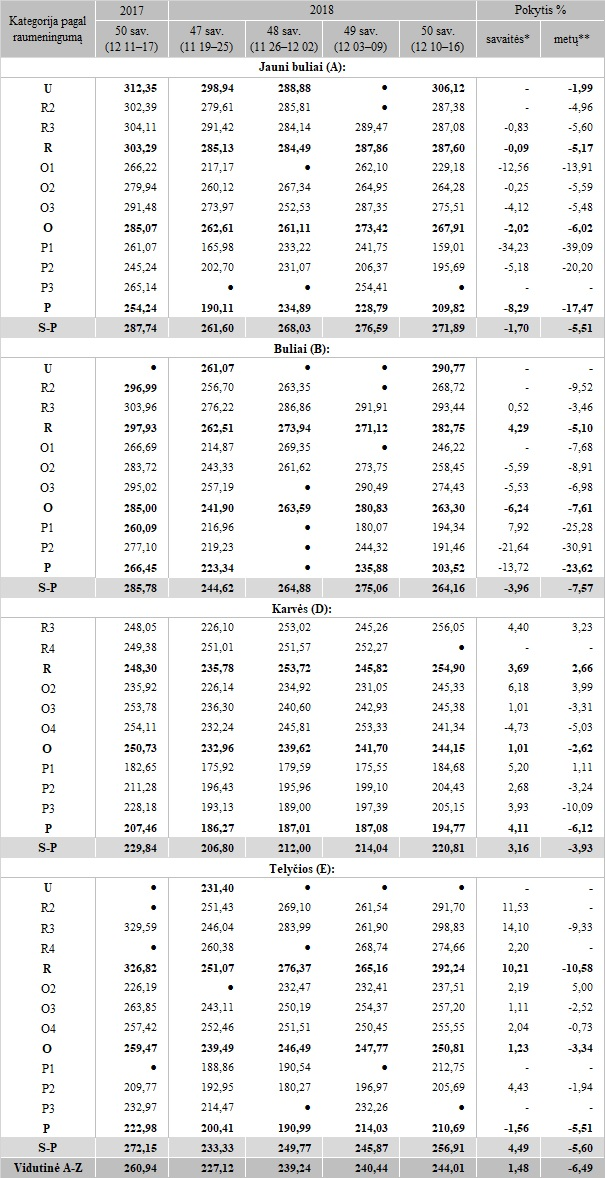 Kategorija pagal raumeningumą 2017 2018 Pokytis %
50 sav. (12 11–17) 47 sav. (11 19–25) 48 sav. (11 26–12 02) 49 sav. (12 03–09) 50 sav. (12 10–16) savaitės* metų**
Jauni buliai (A):
U 312,35 298,94 288,88 ● 306,12 - -1,99
R2 302,39 279,61 285,81 ● 287,38 - -4,96
R3 304,11 291,42 284,14 289,47 287,08 -0,83 -5,60
R 303,29 285,13 284,49 287,86 287,60 -0,09 -5,17
O1 266,22 217,17 ● 262,10 229,18 -12,56 -13,91
O2 279,94 260,12 267,34 264,95 264,28 -0,25 -5,59
O3 291,48 273,97 252,53 287,35 275,51 -4,12 -5,48
O 285,07 262,61 261,11 273,42 267,91 -2,02 -6,02
P1 261,07 165,98 233,22 241,75 159,01 -34,23 -39,09
P2 245,24 202,70 231,07 206,37 195,69 -5,18 -20,20
P3 265,14 ● ● 254,41 ● - -
P 254,24 190,11 234,89 228,79 209,82 -8,29 -17,47
S-P 287,74 261,60 268,03 276,59 271,89 -1,70 -5,51
Buliai (B):
U ● 261,07 ● ● 290,77 - -
R2 296,99 256,70 263,35 ● 268,72 - -9,52
R3 303,96 276,22 286,86 291,91 293,44 0,52 -3,46
R 297,93 262,51 273,94 271,12 282,75 4,29 -5,10
O1 266,69 214,87 269,35 ● 246,22 - -7,68
O2 283,72 243,33 261,62 273,75 258,45 -5,59 -8,91
O3 295,02 257,19 ● 290,49 274,43 -5,53 -6,98
O 285,00 241,90 263,59 280,83 263,30 -6,24 -7,61
P1 260,09 216,96 ● 180,07 194,34 7,92 -25,28
P2 277,10 219,23 ● 244,32 191,46 -21,64 -30,91
P 266,45 223,34 ● 235,88 203,52 -13,72 -23,62
S-P 285,78 244,62 264,88 275,06 264,16 -3,96 -7,57
Karvės (D):
R3 248,05 226,10 253,02 245,26 256,05 4,40 3,23
R4 249,38 251,01 251,57 252,27 ● - -
R 248,30 235,78 253,72 245,82 254,90 3,69 2,66
O2 235,92 226,14 234,92 231,05 245,33 6,18 3,99
O3 253,78 236,30 240,60 242,93 245,38 1,01 -3,31
O4 254,11 232,24 245,81 253,33 241,34 -4,73 -5,03
O 250,73 232,96 239,62 241,70 244,15 1,01 -2,62
P1 182,65 175,92 179,59 175,55 184,68 5,20 1,11
P2 211,28 196,43 195,96 199,10 204,43 2,68 -3,24
P3 228,18 193,13 189,00 197,39 205,15 3,93 -10,09
P 207,46 186,27 187,01 187,08 194,77 4,11 -6,12
S-P 229,84 206,80 212,00 214,04 220,81 3,16 -3,93
Telyčios (E):
U ● 231,40 ● ● ● - -
R2 ● 251,43 269,10 261,54 291,70 11,53 -
R3 329,59 246,04 283,99 261,90 298,83 14,10 -9,33
R4 ● 260,38 ● 268,74 274,66 2,20 -
R 326,82 251,07 276,37 265,16 292,24 10,21 -10,58
O2 226,19 ● 232,47 232,41 237,51 2,19 5,00
O3 263,85 243,11 250,19 254,37 257,20 1,11 -2,52
O4 257,42 252,46 251,51 250,45 255,55 2,04 -0,73
O 259,47 239,49 246,49 247,77 250,81 1,23 -3,34
P1 ● 188,86 190,54 ● 212,75 - -
P2 209,77 192,95 180,27 196,97 205,69 4,43 -1,94
P3 232,97 214,47 ● 232,26 ● - -
P 222,98 200,41 190,99 214,03 210,69 -1,56 -5,51
S-P 272,15 233,33 249,77 245,87 256,91 4,49 -5,60
Vidutinė A-Z 260,94 227,12 239,24 240,44 244,01 1,48 -6,49